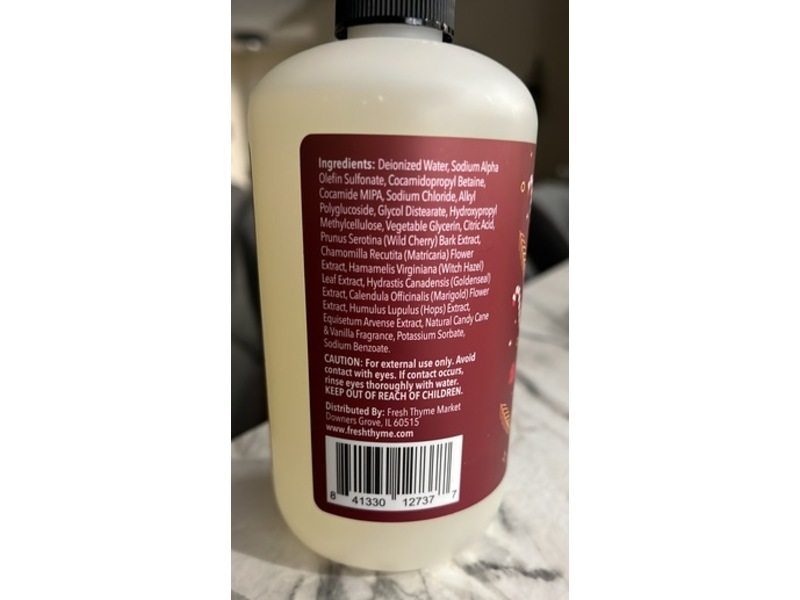 Ingredients: Deionized Water, Sodium Alpha
Olefin Sulfonate, Cocamidopropyl Betaine,
Cocamide MIPA, Sodium Chloride, Alkyl
Polyglucoside, Glycol Distearate, Hydroxypropyl
Methylcellulose, Vegetable Glycerin, Citric Acid,
Prunus Serotina (Wild Cherry) Bark Extract,
Chamomilla Recutita (Matricaria) Flower
Extract, Hamamelis Virginiana (Witch Hazel)
Leaf Extract, Hydrastis Canadensis (Goldenseal)
Extract, Calendula Officinalis (Marigold) Flower
Extract, Humulus Lupulus (Hops) Extract,
Equisetum Arvense Extract, Natural Candy Cane
& Vanilla Fragrance, Potassium Sorbate,
Sodium Benzoate.
CAUTION: For external use only. Avoid
contact with eyes. If contact occurs,
rinse eyes thoroughly with water.
KEEP OUT OF REACH OF CHILDREN.
Distributed By: Fresh Thyme Market
Downers Grove, IL 60515
www.freshthyme.com
8 41330 12737 7